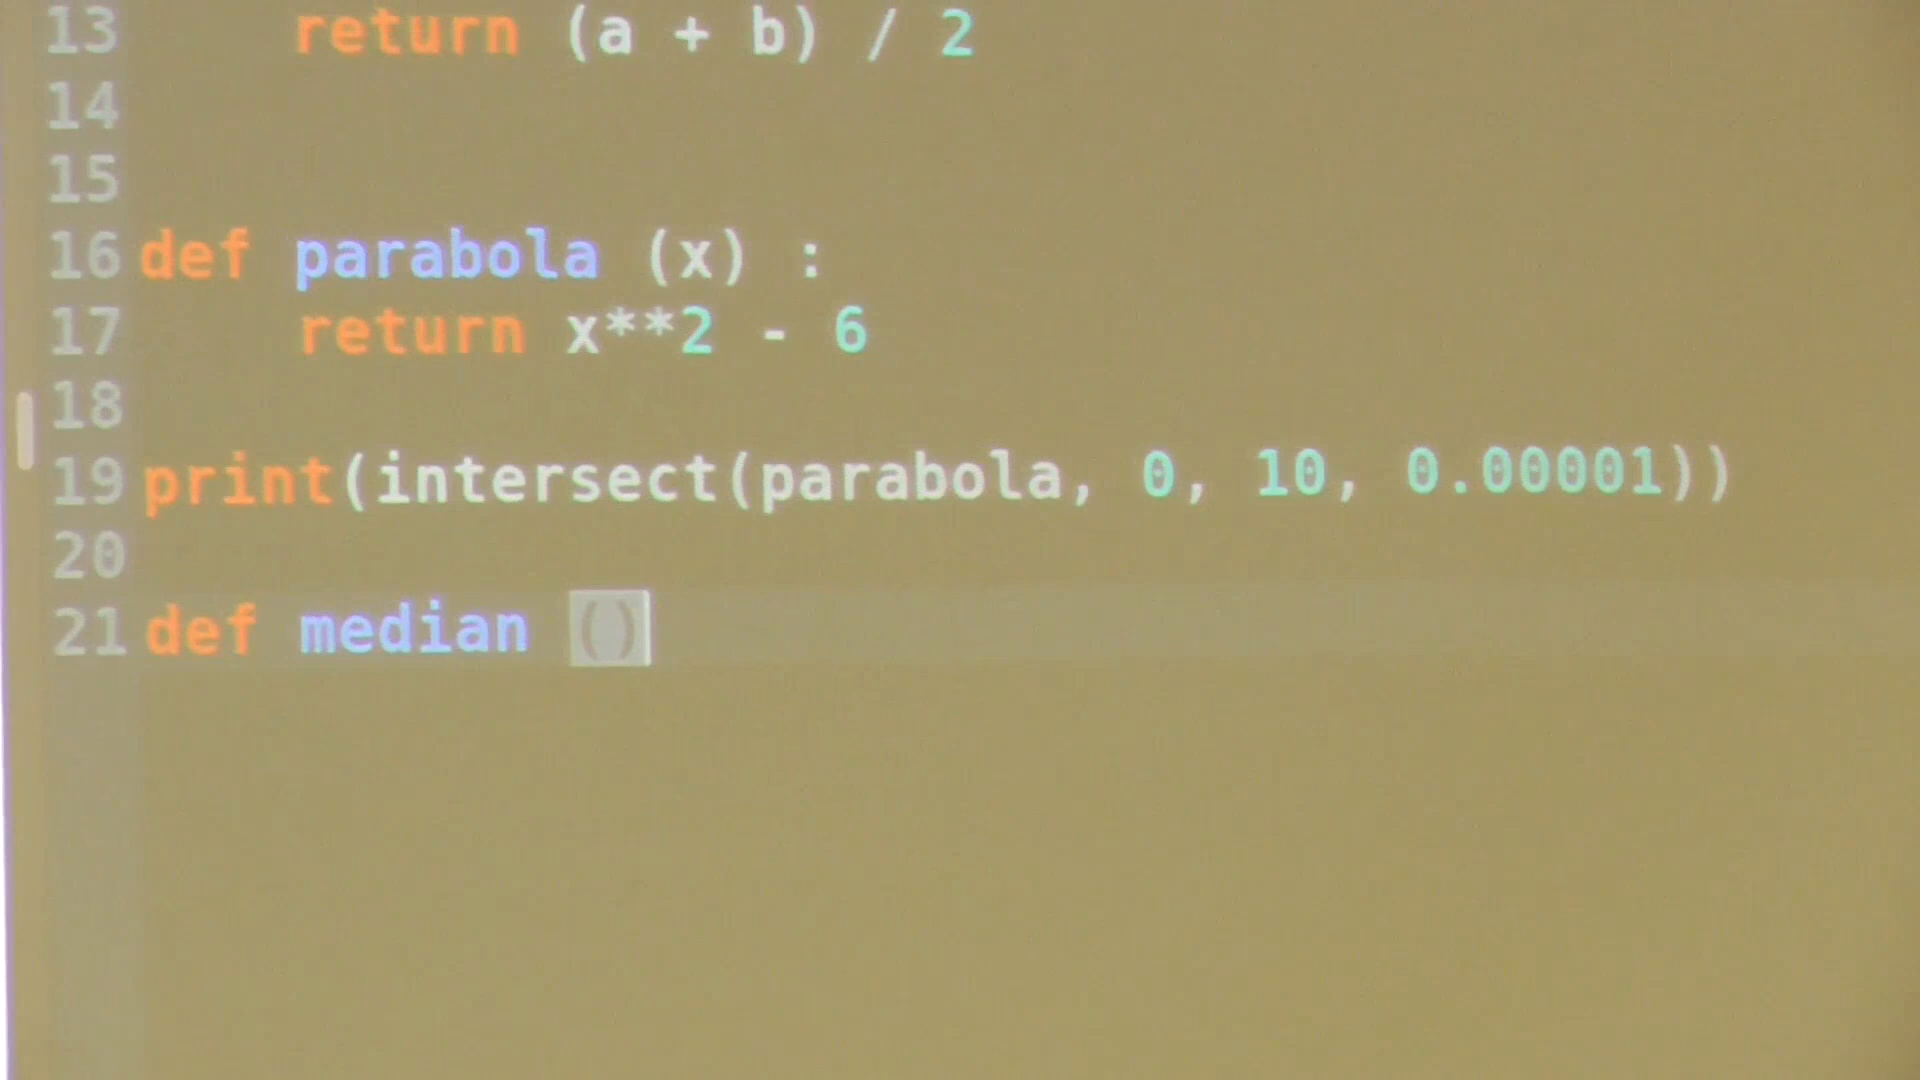 13 return (a + b) / 2
14
15
16 def parabola (x) :
17 return x**2 - 6
18
19 print(intersect(parabola, 0, 10, 0.00001))
20
21 def median ()